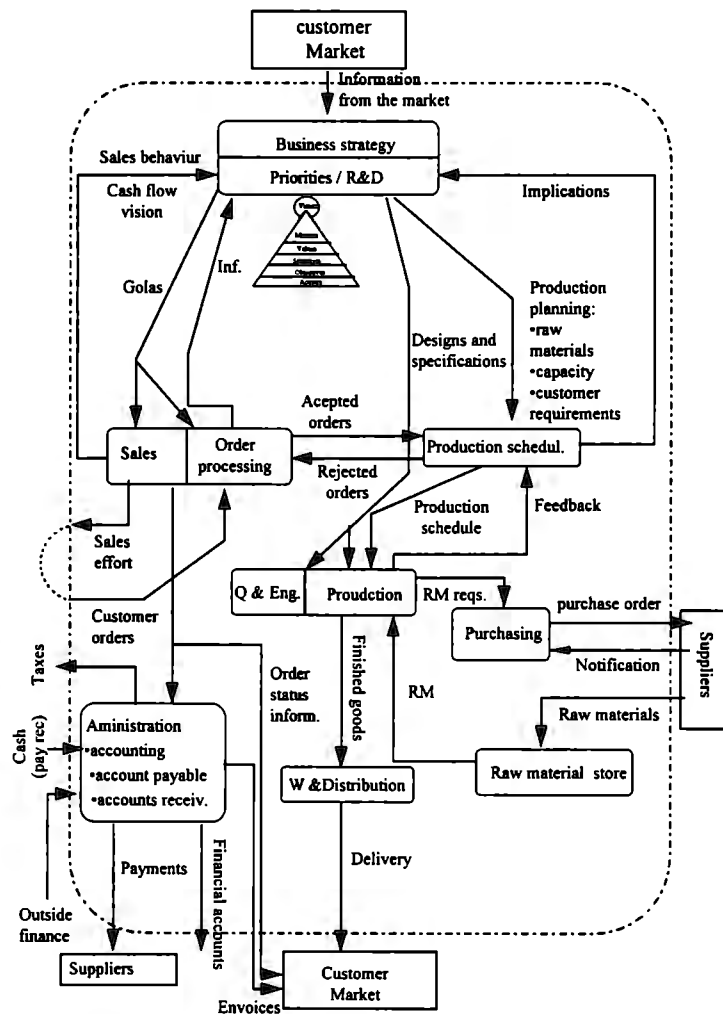 customer
Market
Information
from the market
Business strategy
Priorities / R&D
Sales behaviur
Cash flow
vision
Implications
Inf.
Golas
Production
planning:
•raw
materials
•capacity
•customer
requirements
Designs and
specifications
Acepted
orders
Sales
Order
processing
Production schedul.
Rejected
orders
Production
schedule
Feedback
Sales
effort
Customer
orders
Q & Eng.
Proudction
RM reqs.
Purchasing
purchase order
Notification
Suppliers
Raw materials
Raw material store
RM
Finished goods
Order
status
inform.
Taxes
Cash
(pay rec)
Aministration
•accounting
•account payable
•accounts receiv.
W &Distribution
Delivery
Payments
Financial accounts
Outside
finance
Suppliers
Envoices
Customer
Market